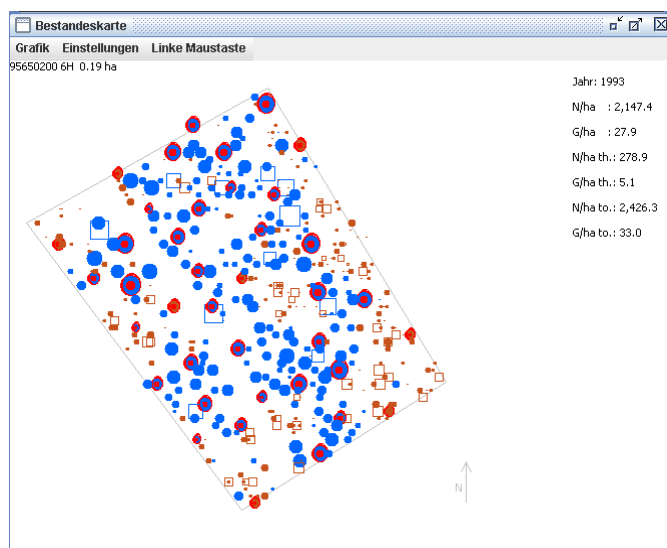 Bestandeskarte
Grafik Einstellungen Linke Maustaste
95650200 6H 0.19 ha
Jahr: 1993
N/ha : 2,147.4
G/ha : 27.9
N/ha th.: 278.9
G/ha th.: 5.1
N/ha to.: 2,426.3
G/ha to.: 33.0
N